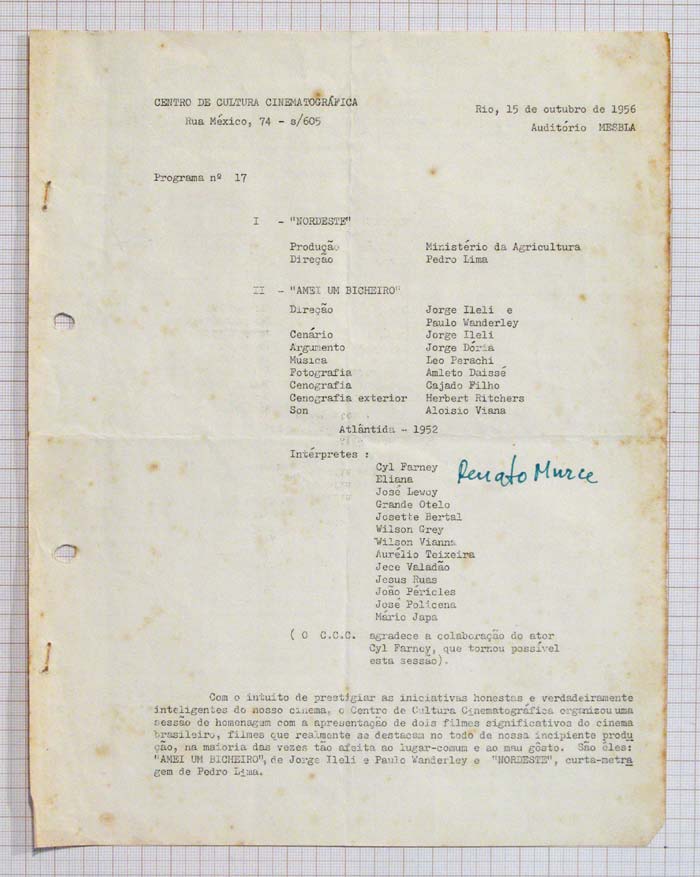 CENTRO DE CULTURA CINEMATOGRÁFICA
Rua México, 74 - s/605
Rio, 15 de outubro de 1956
Auditório MESBLA
Programa nº 17
I - "NORDESTE"
Produção Ministério da Agricultura
Direção Pedro Lima
II - "AMEI UM BICHEIRO"
Direção Jorge Ileli e
Paulo Wanderley
Cenário Jorge Ileli
Argumento Jorge Dória
Música Leo Perachi
Fotografia Amleto Daissé
Cenografia Cajado Filho
Cenografia exterior Herbert Ritchers
Son Aloisio Viana
Atlântida - 1952
Intérpretes :
Cyl Farney
Eliana
José Lewoy
Grande Otelo
Josette Bertal
Wilson Grey
Wilson Vianna
Aurélio Teixeira
Jece Valadão
Jesus Ruas
João Péricles
José Policena
Mário Japa
Renato Murce
( O C.C.C. agradece a colaboração do ator
Cyl Farney, que tornou possível
esta sessão).
Com o intuito de prestigiar as iniciativas honestas e verdadeiramente
inteligentes do nosso cinema, o Centro de Cultura Cinematográfica organizou uma
sessão de homenagem com a apresentação de dois filmes significativos do cinema
brasileiro, filmes que realmente se destacam no todo de nossa incipiente produ
ção, na maioria das vezes tão afeita ao lugar-comum e ao mau gôsto. São eles:
"AMEI UM BICHEIRO", de Jorge Ileli e Paulo Wanderley e "NORDESTE", curta-metra
gem de Pedro Lima.